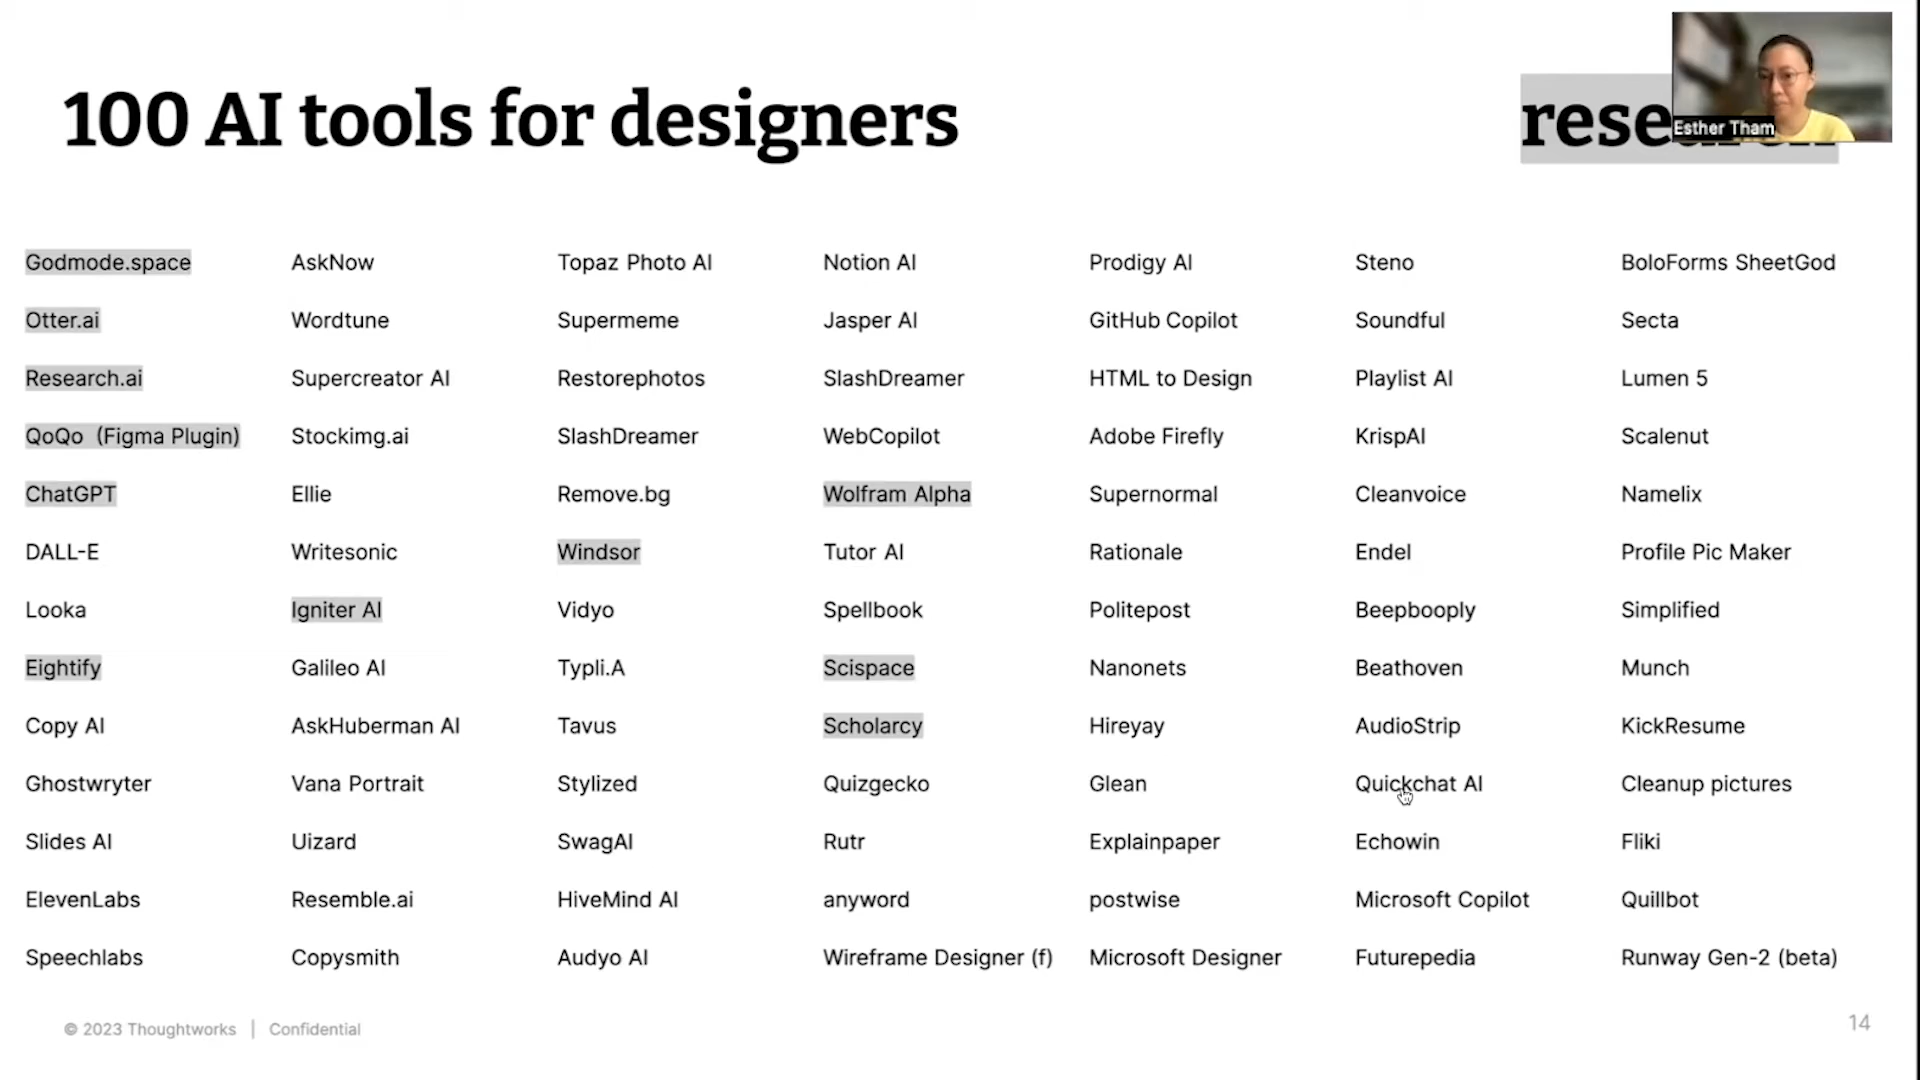 100 AI tools for designers
research
Esther Tham
Godmode.space AskNow Topaz Photo AI Notion AI Prodigy AI Steno BoloForms SheetGod
Otter.ai Wordtune Supermeme Jasper AI GitHub Copilot Soundful Secta
Research.ai Supercreator AI Restorephotos SlashDreamer HTML to Design Playlist AI Lumen 5
QoQo (Figma Plugin) Stockimg.ai SlashDreamer WebCopilot Adobe Firefly KrispAI Scalenut
ChatGPT Ellie Remove.bg Wolfram Alpha Supernormal Cleanvoice Namelix
DALL-E Writesonic Windsor Tutor AI Rationale Endel Profile Pic Maker
Looka Igniter AI Vidyo Spellbook Politepost Beepbooply Simplified
Eightify Galileo AI Typli.A Scispace Nanonets Beathoven Munch
Copy AI AskHuberman AI Tavus Scholarcy Hireyay AudioStrip KickResume
Ghostwryter Vana Portrait Stylized Quizgecko Glean Quickchat AI Cleanup pictures
Slides AI Uizard SwagAI Rutr Explainpaper Echowin Fliki
ElevenLabs Resemble.ai HiveMind AI anyword postwise Microsoft Copilot Quillbot
Speechlabs Copysmith Audyo AI Wireframe Designer (f) Microsoft Designer Futurepedia Runway Gen-2 (beta)
© 2023 Thoughtworks | Confidential
14